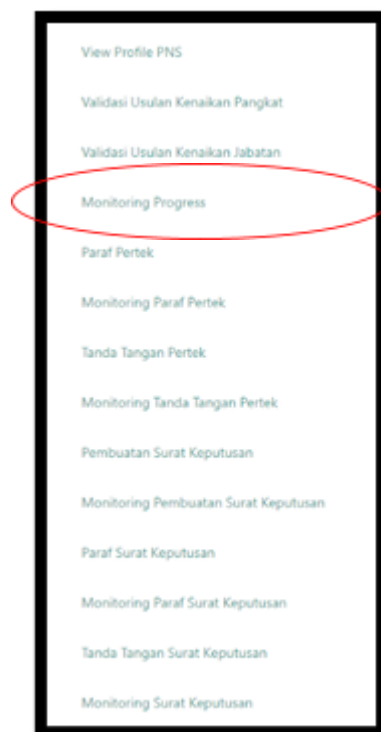 View Profile PNS
Validasi Usulan Kenaikan Pangkat
Validasi Usulan Kenaikan Jabatan
Monitoring Progress
Paraf Pertek
Monitoring Paraf Pertek
Tanda Tangan Pertek
Monitoring Tanda Tangan Pertek
Pembuatan Surat Keputusan
Monitoring Pembuatan Surat Keputusan
Paraf Surat Keputusan
Monitoring Paraf Surat Keputusan
Tanda Tangan Surat Keputusan
Monitoring Surat Keputusan